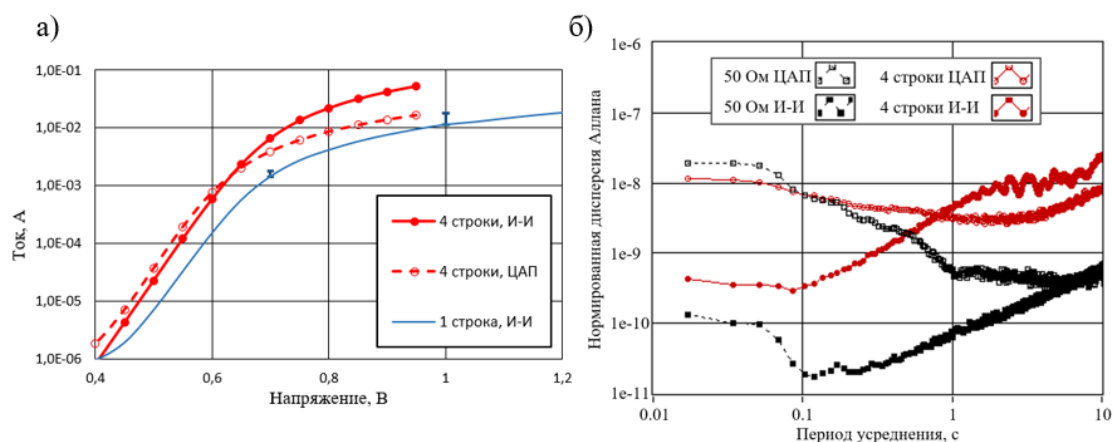 а)
1,0E-01
1,0E-02
1,0E-03
1,0E-04
1,0E-05
1,0E-06
Ток, А
4 строки, И-И
4 строки, ЦАП
1 строка, И-И
0,4
0,6
0,8
1
1,2
Напряжение, В
б)
1e-6
1e-7
1e-8
1e-9
1e-10
1e-11
Нормированная дисперсия Аллана
50 Ом ЦАП
4 строки ЦАП
50 Ом И-И
4 строки И-И
0.01
0.1
1
10
Период усреднения, с